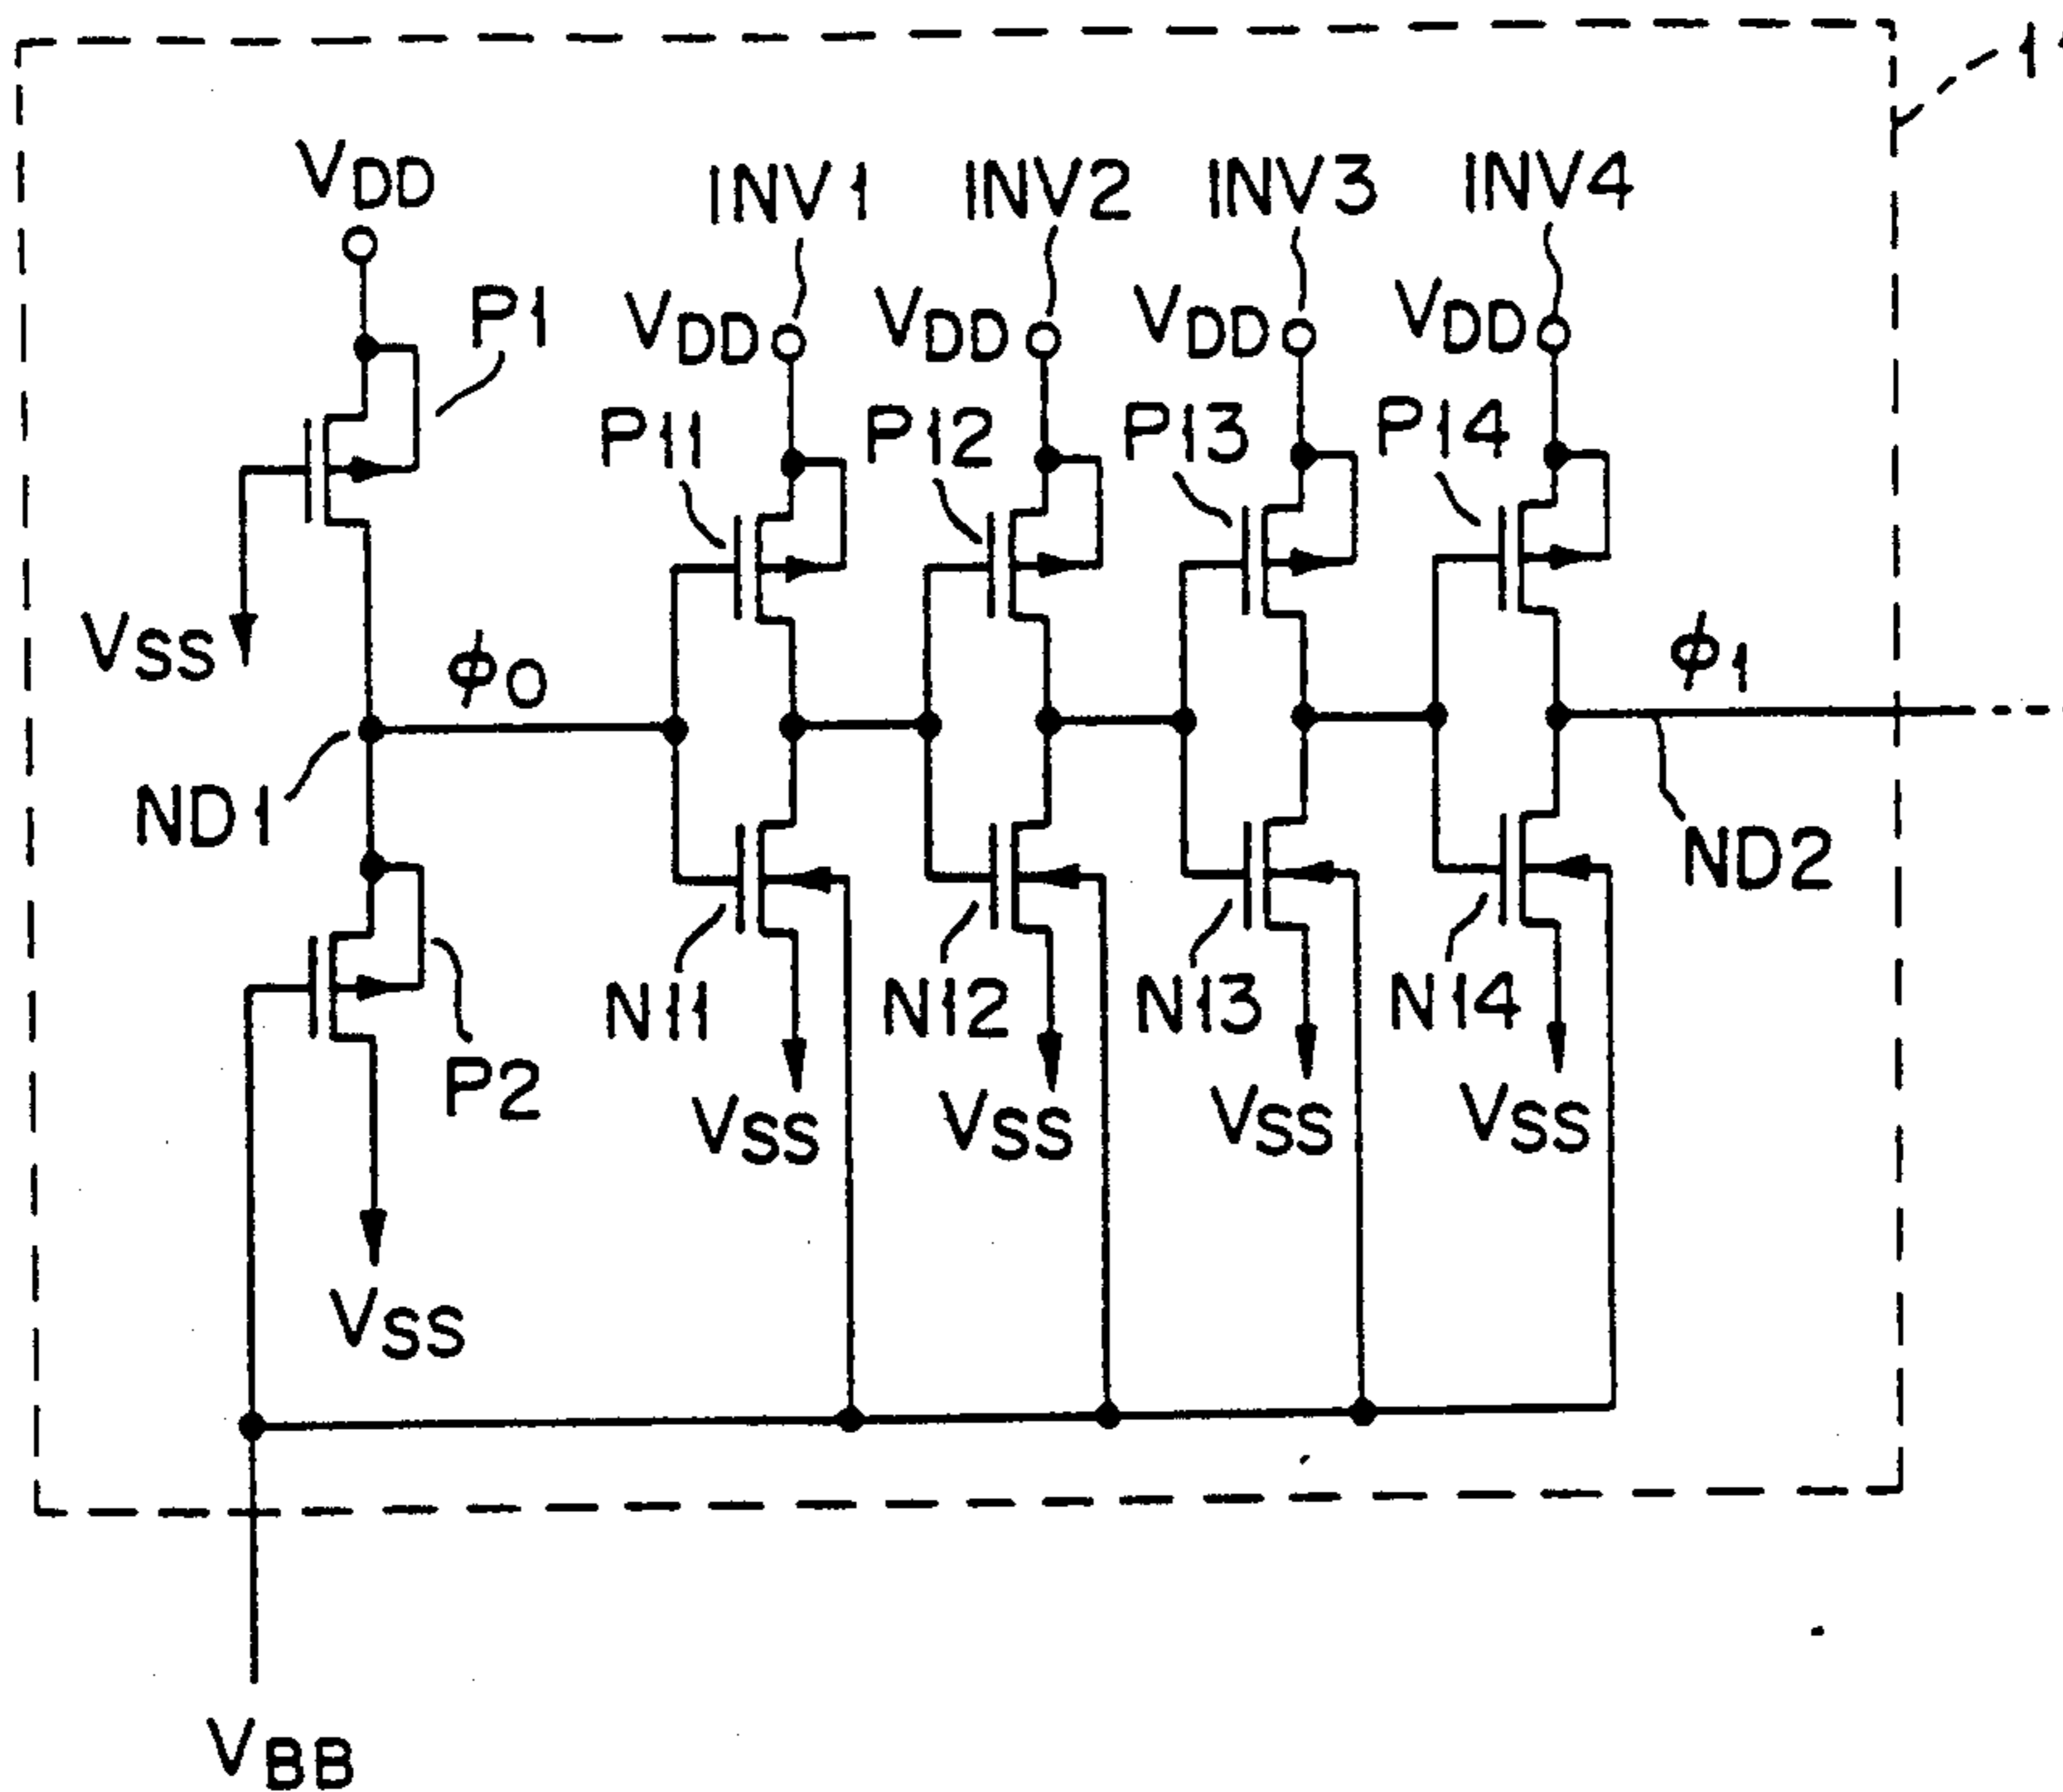 VDD
INV1
INV2
INV3
INV4
P1
VDD
VDD
VDD
VDD
P11
P12
P13
P14
VSS
ϕ0
ϕ1
ND1
ND2
N11
N12
N13
N14
P2
VSS
VSS
VSS
VSS
VSS
VBB